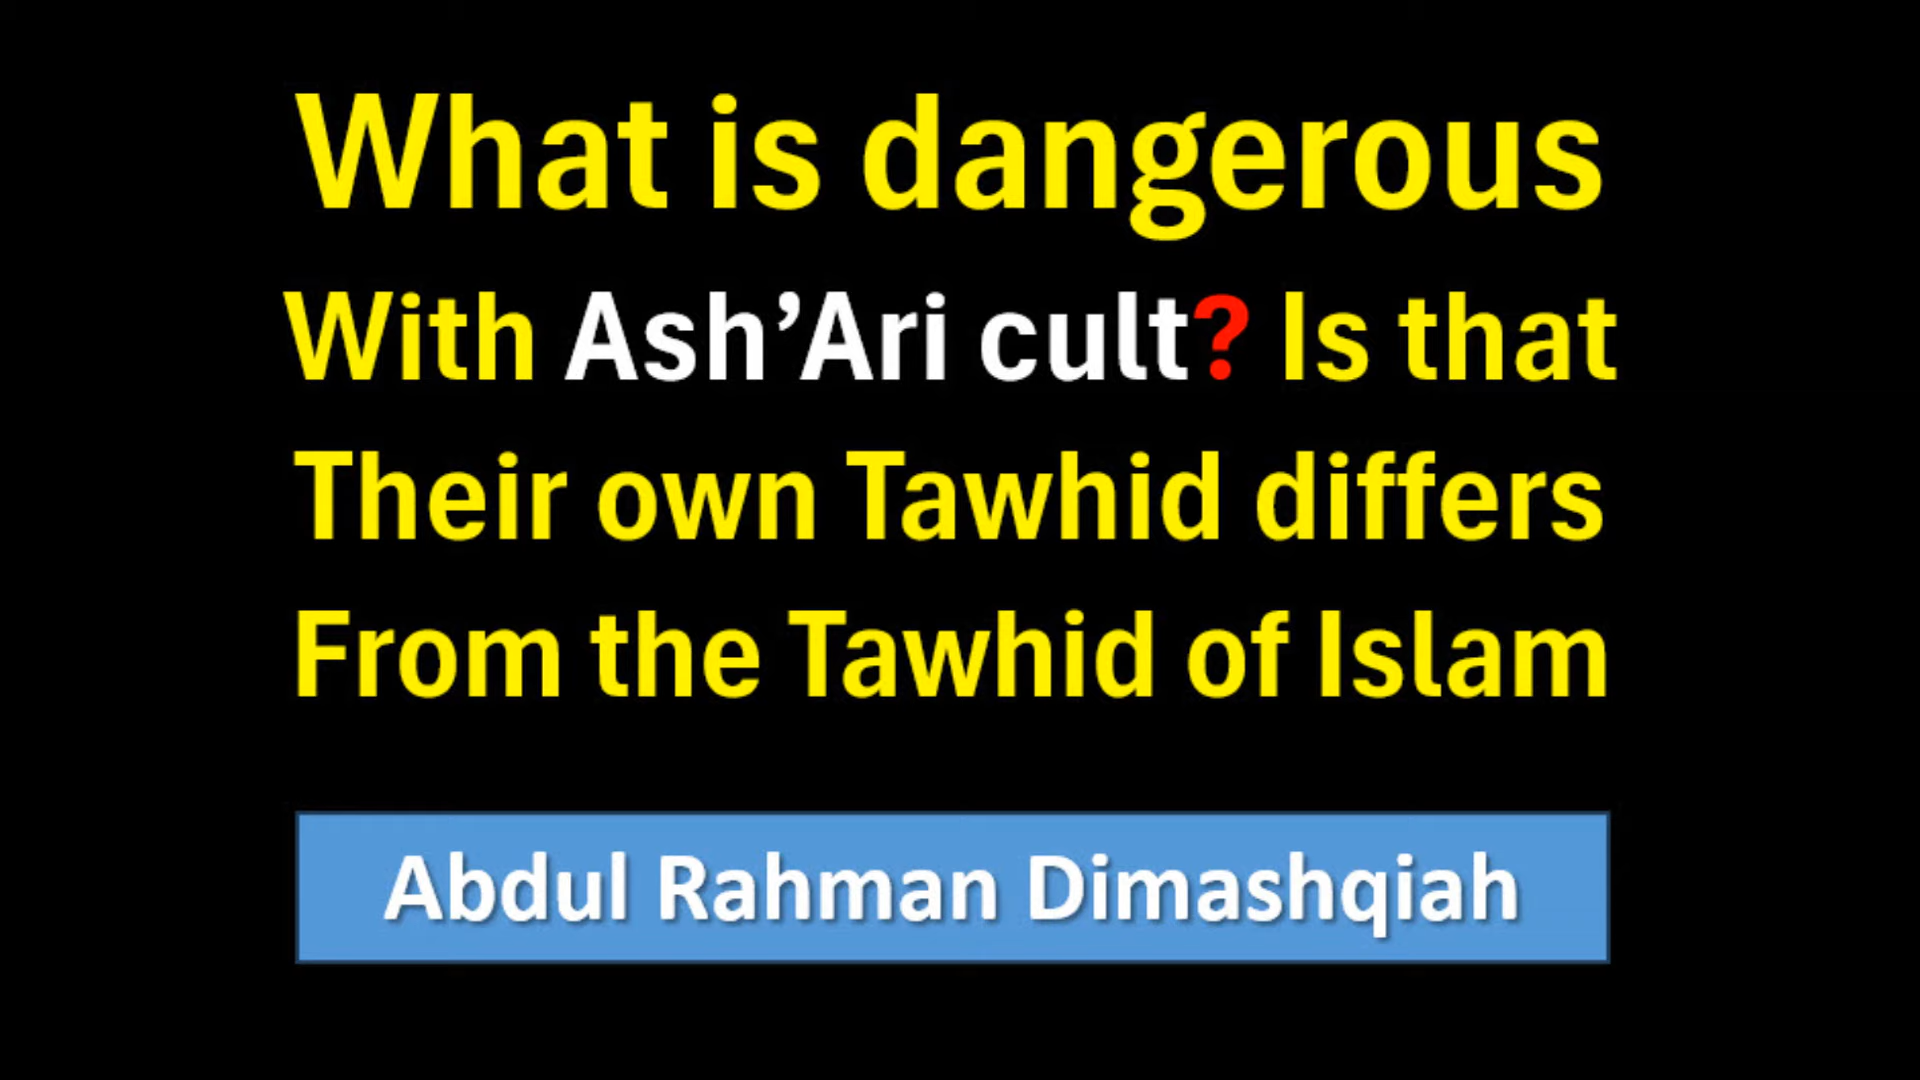 What is dangerous
With Ash’Ari cult? Is that
Their own Tawhid differs
From the Tawhid of Islam
Abdul Rahman Dimashqiah